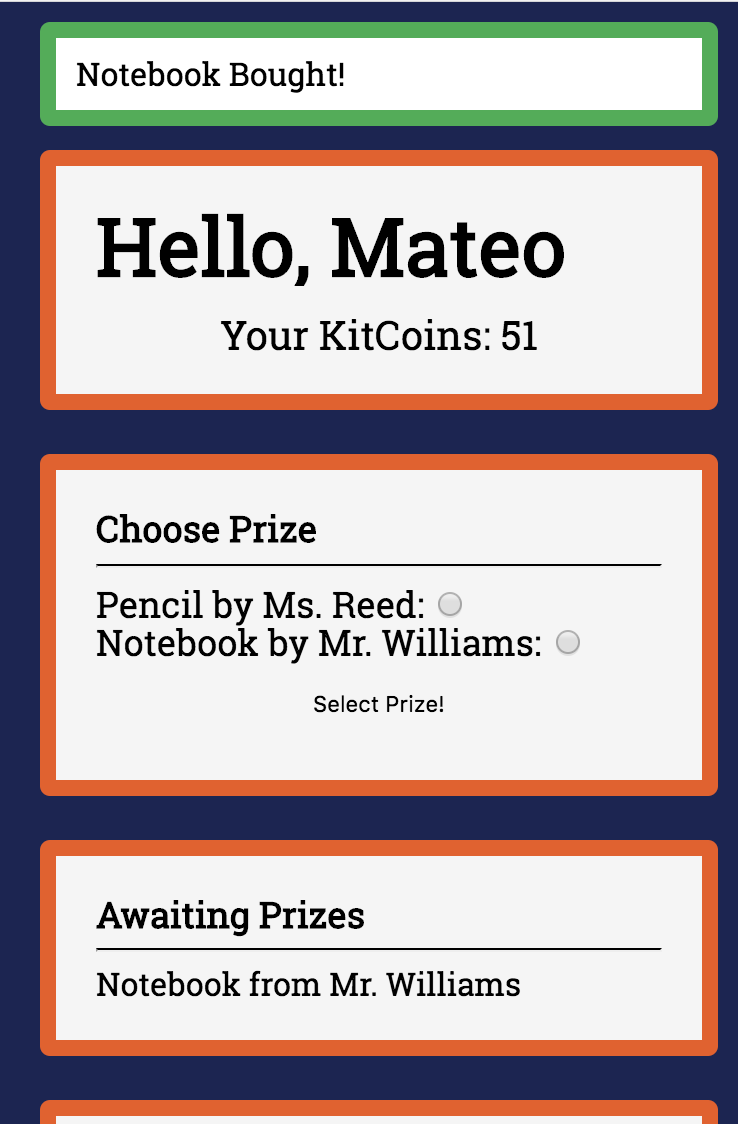 Notebook Bought!
Hello, Mateo
Your KitCoins: 51
Choose Prize
Pencil by Ms. Reed:
Notebook by Mr. Williams:
Select Prize!
Awaiting Prizes
Notebook from Mr. Williams